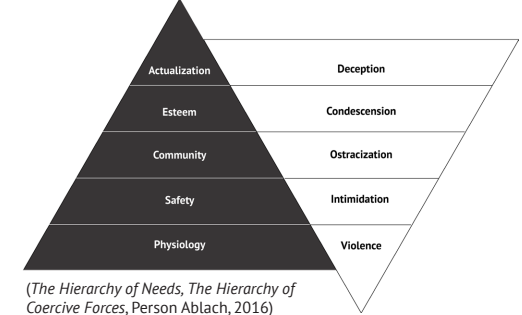 Actualization Deception
Esteem Condescension
Community Ostracization
Safety Intimidation
Physiology Violence
(The Hierarchy of Needs, The Hierarchy of
Coercive Forces, Person Ablach, 2016)